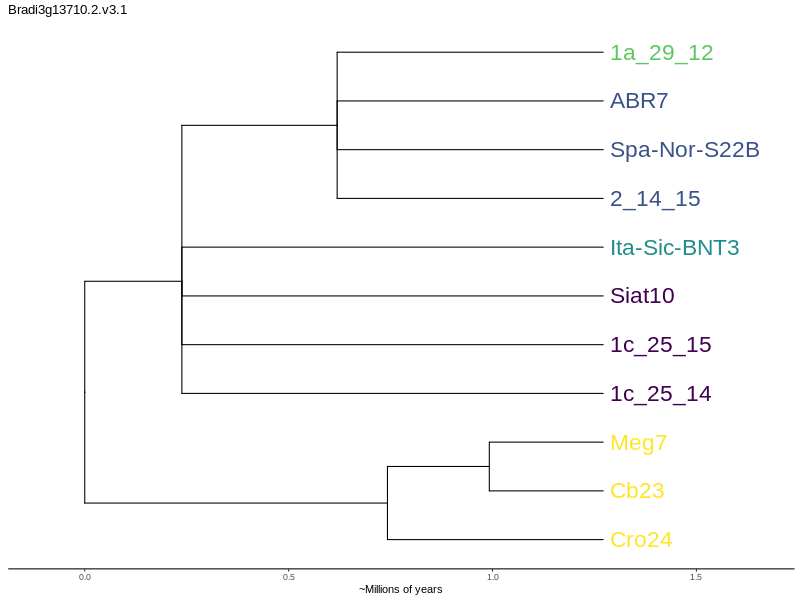 Bradi3g13710.2.v3.1
1a_29_12
ABR7
Spa-Nor-S22B
2_14_15
Ita-Sic-BNT3
Siat10
1c_25_15
1c_25_14
Meg7
Cb23
Cro24
0.0 0.5 1.0 1.5
~Millions of years